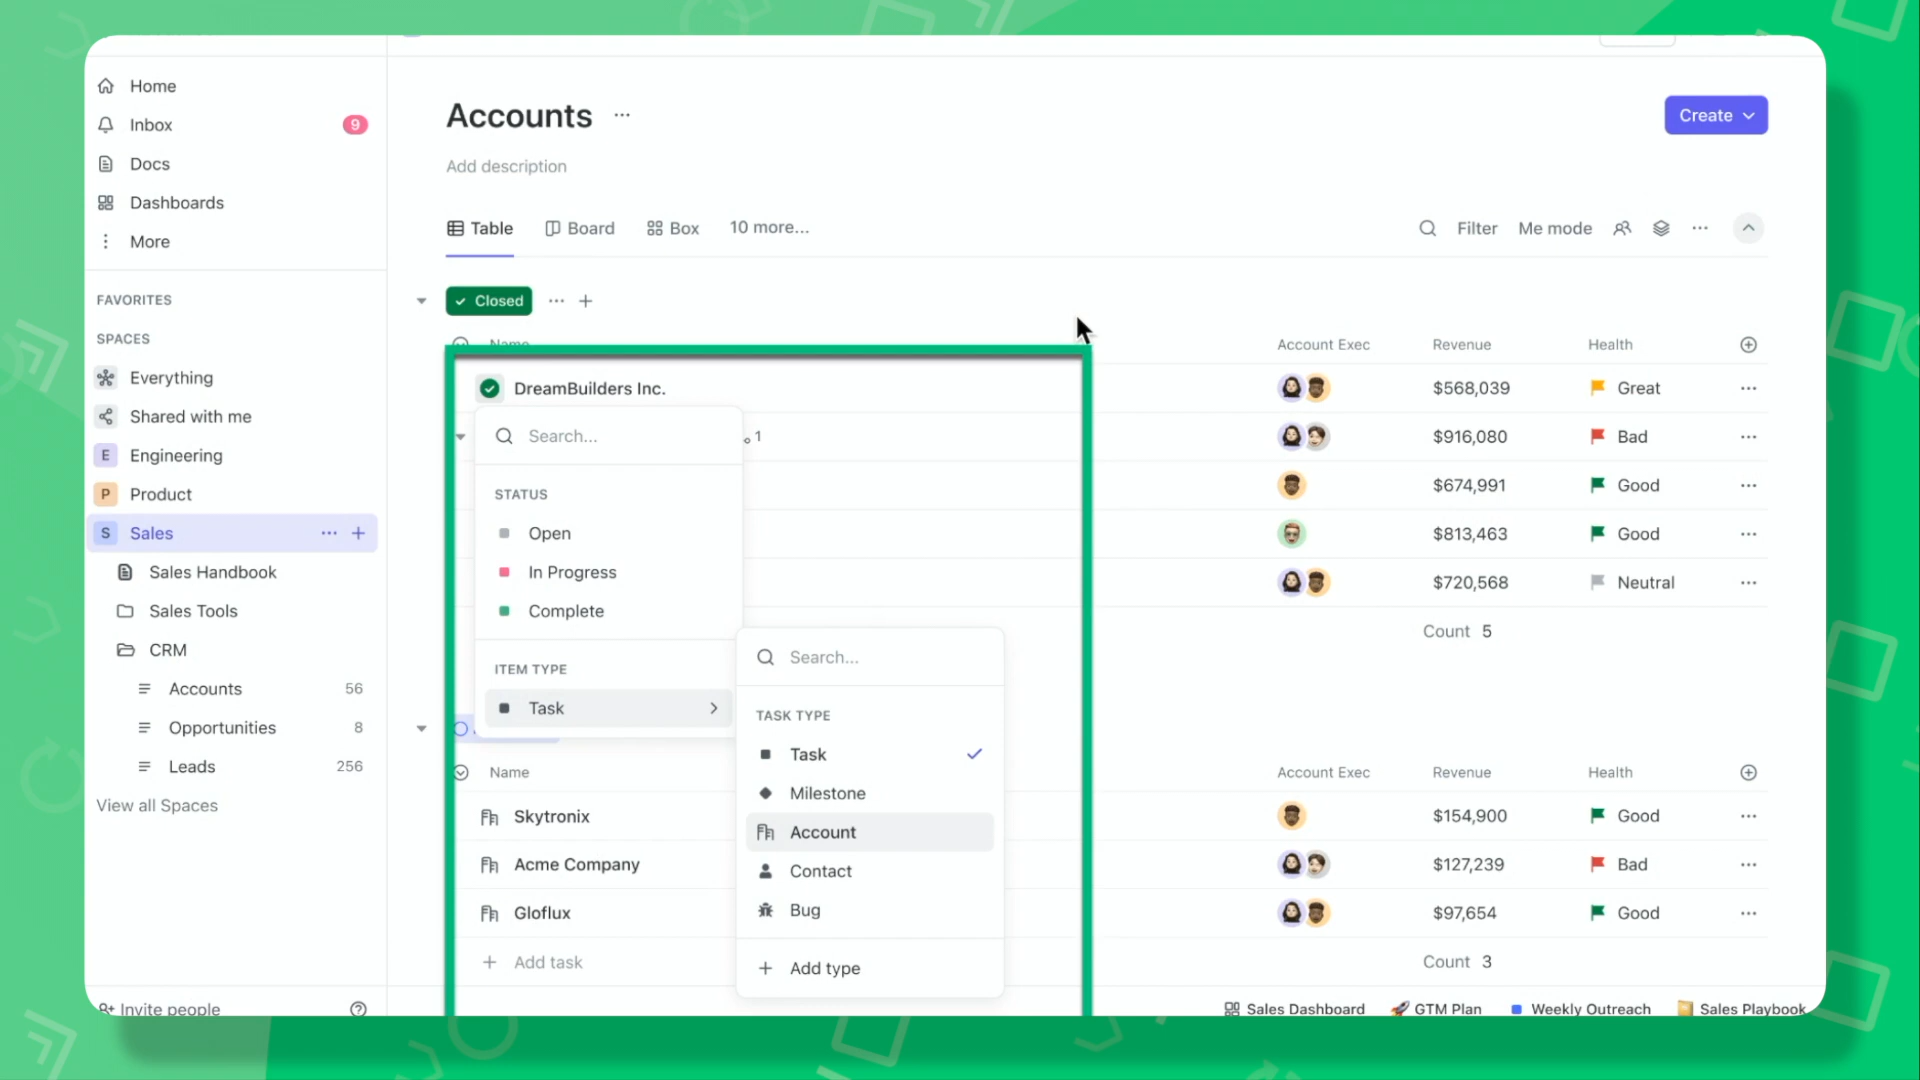 Home
Inbox 9
Docs
Dashboards
More
FAVORITES
SPACES
Everything
Shared with me
E Engineering
P Product
S Sales
Sales Handbook
Sales Tools
CRM
Accounts 56
Opportunities 8
Leads 256
View all Spaces
Invite people
Accounts
Create
Add description
Table Board Box 10 more...
Filter Me mode
Closed
Name Account Exec Revenue Health
DreamBuilders Inc. $568,039 Great
1 $916,080 Bad
$674,991 Good
$813,463 Good
$720,568 Neutral
Count 5
Search...
STATUS
Open
In Progress
Complete
ITEM TYPE
Task
Search...
TASK TYPE
Task
Milestone
Account
Contact
Bug
Add type
Name Account Exec Revenue Health
Skytronix $154,900 Good
Acme Company $127,239 Bad
Gloflux $97,654 Good
Add task
Count 3
Sales Dashboard GTM Plan Weekly Outreach Sales Playbook